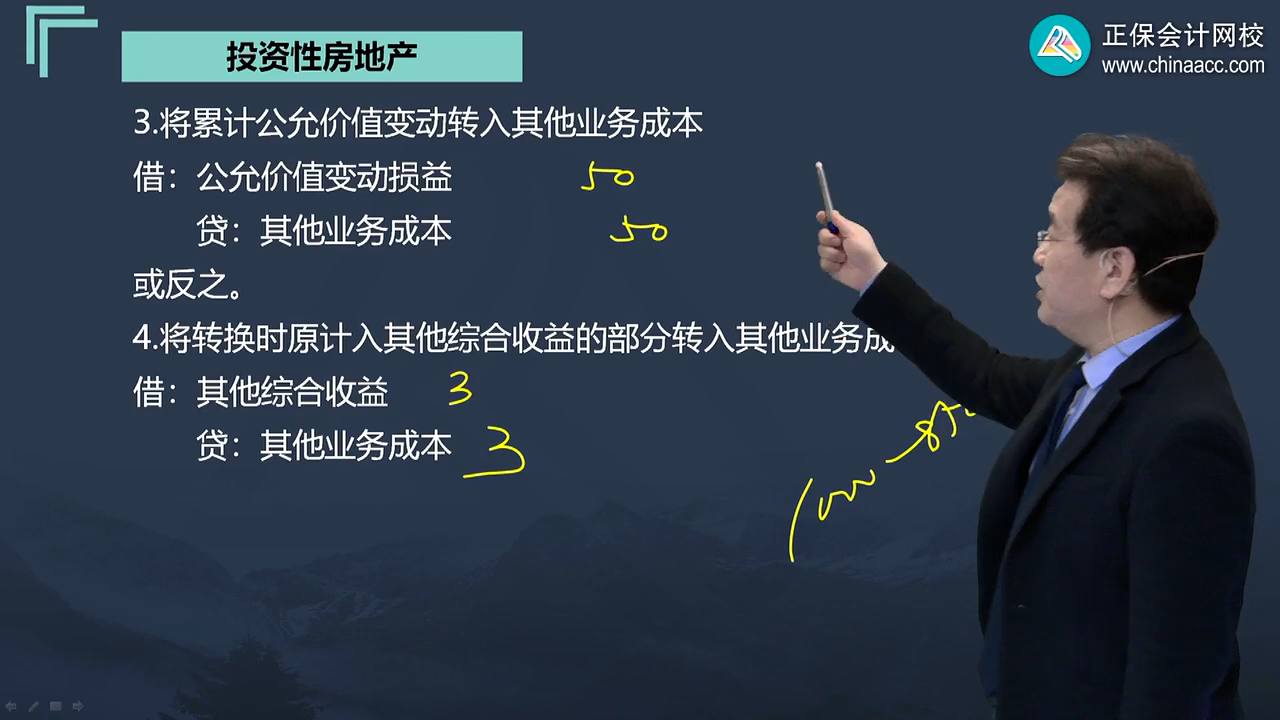 投资性房地产
正保会计网校
www.chinaacc.com
3.将累计公允价值变动转入其他业务成本
借：公允价值变动损益 50
贷：其他业务成本 50
或反之。
4.将转换时原计入其他综合收益的部分转入其他业务成
借：其他综合收益 3
贷：其他业务成本 3